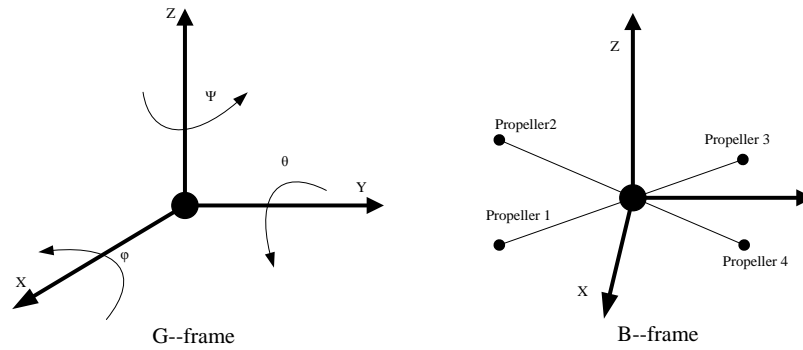 Z
Ψ
θ
Y
φ
X
G--frame
Z
Propeller2
Propeller 3
Propeller 1
Propeller 4
X
B--frame